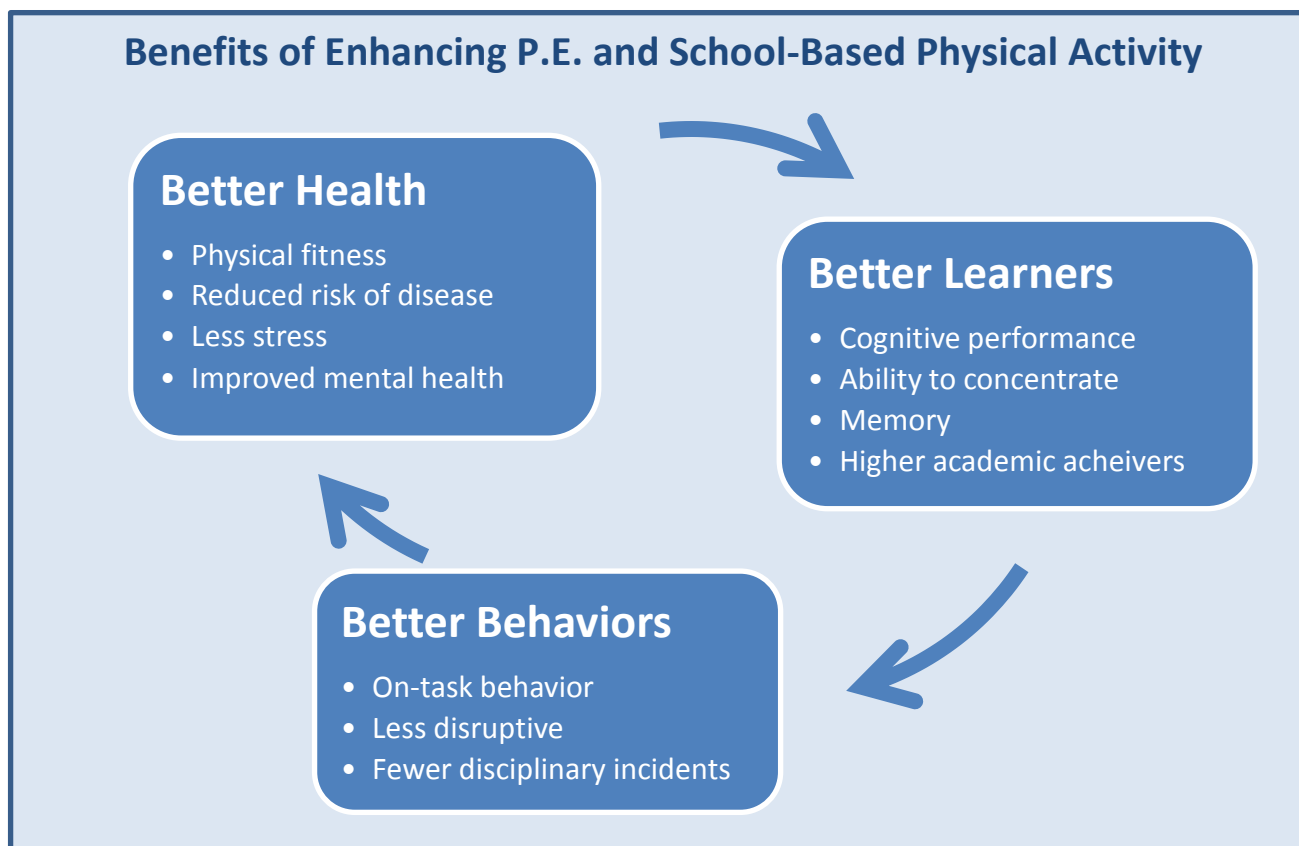 Benefits of Enhancing P.E. and School-Based Physical Activity
Better Health
• Physical fitness
• Reduced risk of disease
• Less stress
• Improved mental health
Better Learners
• Cognitive performance
• Ability to concentrate
• Memory
• Higher academic acheivers
Better Behaviors
• On-task behavior
• Less disruptive
• Fewer disciplinary incidents